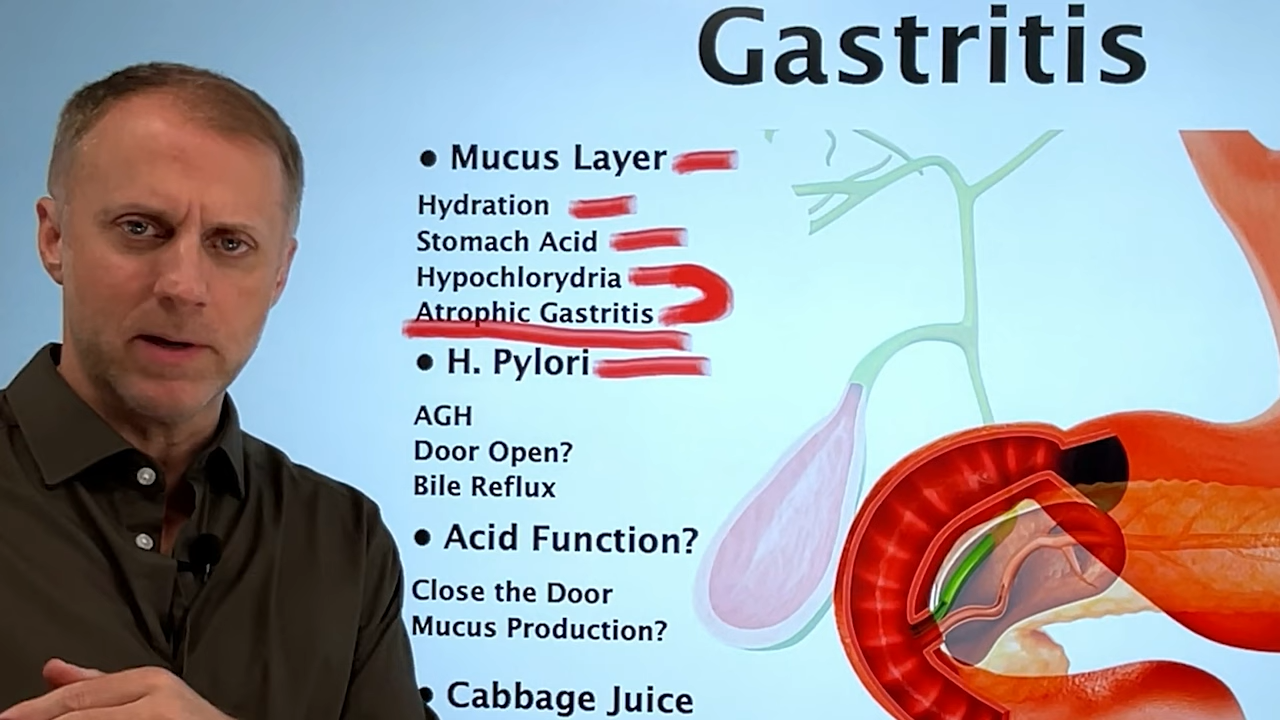 Gastritis
● Mucus Layer
Hydration
Stomach Acid
Hypochlorydria
Atrophic Gastritis
● H. Pylori
AGH
Door Open?
Bile Reflux
● Acid Function?
Close the Door
Mucus Production?
● Cabbage Juice